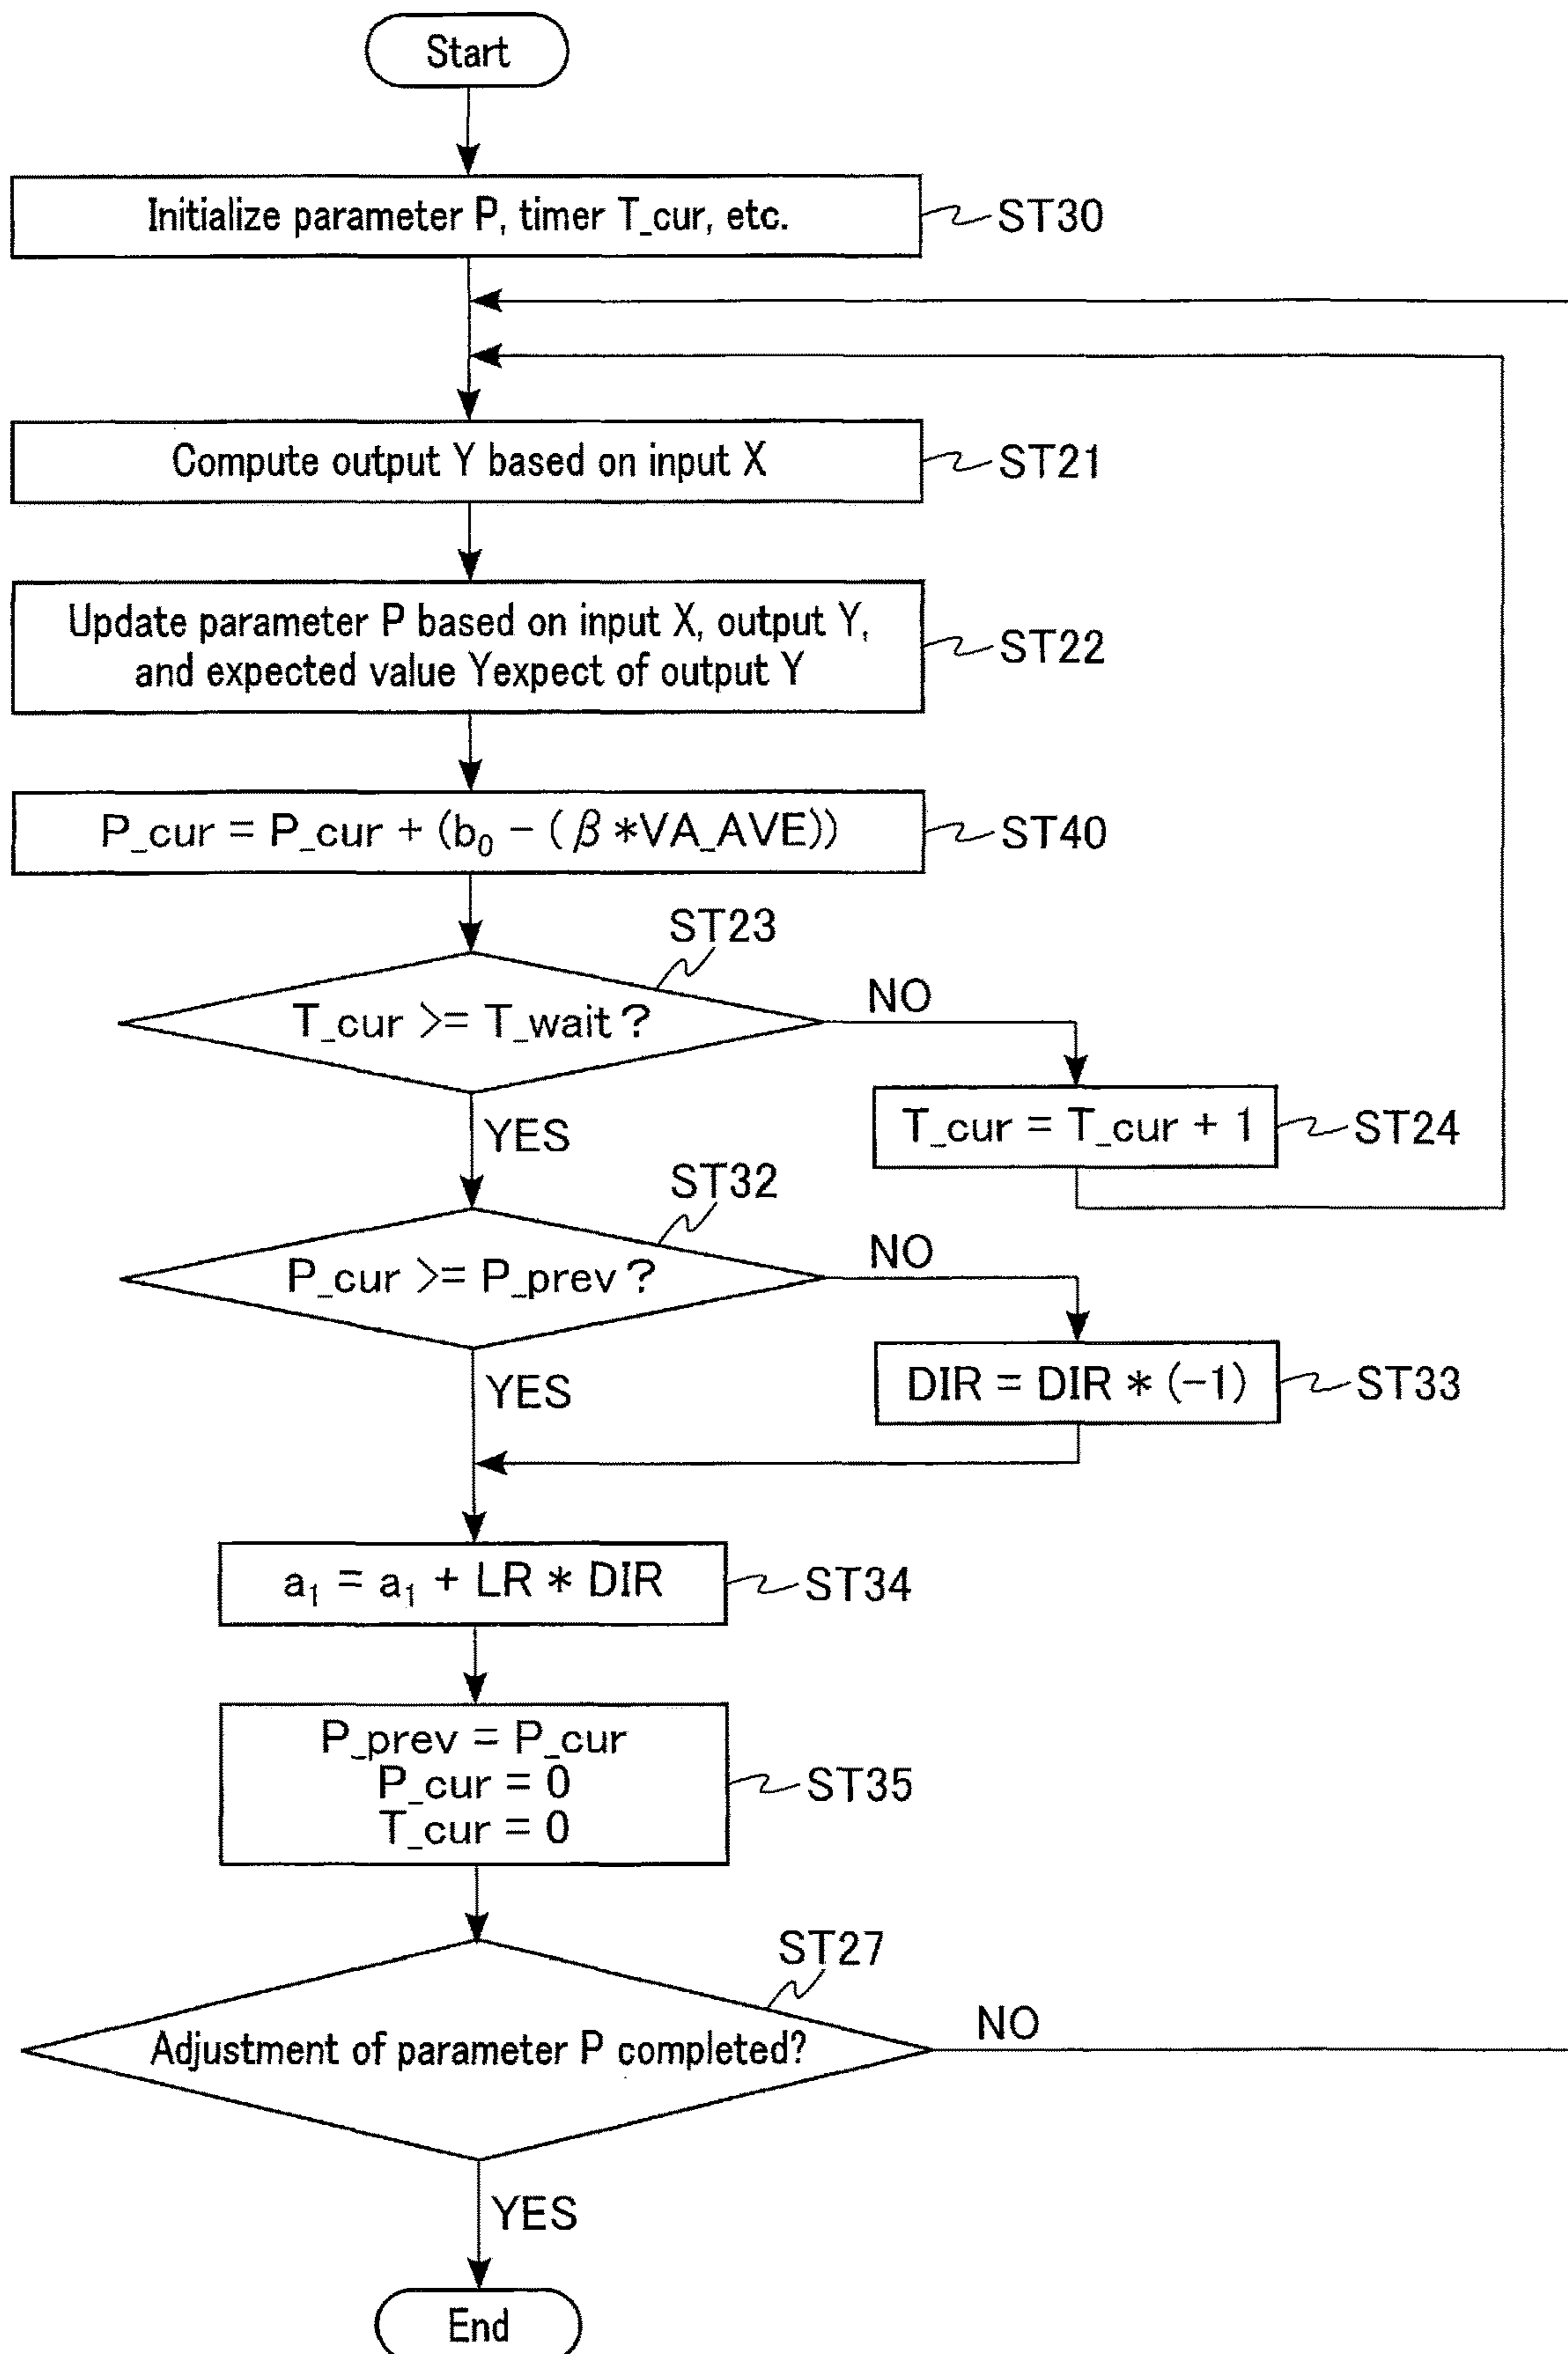 Start
Initialize parameter P, timer T_cur, etc.
ST30
Compute output Y based on input X
ST21
Update parameter P based on input X, output Y,
and expected value Yexpect of output Y
ST22
P_cur = P_cur + (b₀ - (β*VA_AVE))
ST40
ST23
T_cur >= T_wait?
NO
YES
T_cur = T_cur + 1
ST24
ST32
P_cur >= P_prev?
NO
YES
DIR = DIR * (-1)
ST33
a₁ = a₁ + LR * DIR
ST34
P_prev = P_cur
P_cur = 0
T_cur = 0
ST35
ST27
Adjustment of parameter P completed?
NO
YES
End